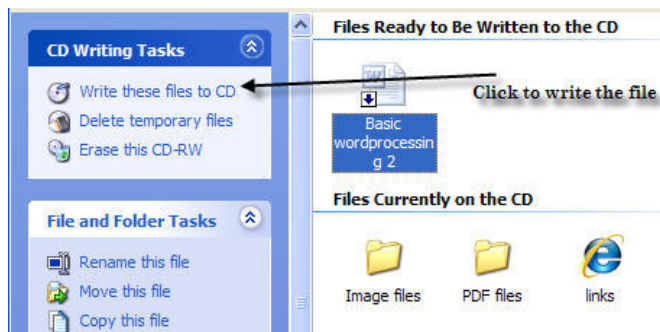 CD Writing Tasks
Write these files to CD
Delete temporary files
Erase this CD-RW
File and Folder Tasks
Rename this file
Move this file
Copy this file
Files Ready to Be Written to the CD
Click to write the file
Basic
wordprocessin
g 2
Files Currently on the CD
Image files
PDF files
links